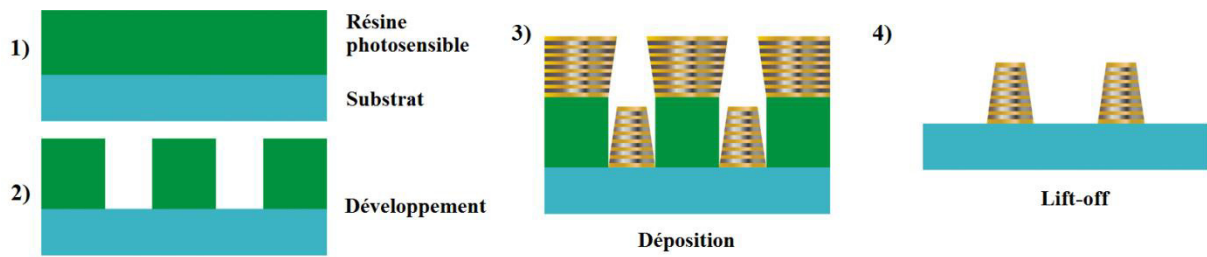 1)
Résine
photosensible
Substrat
2)
Développement
3)
Déposition
4)
Lift-off